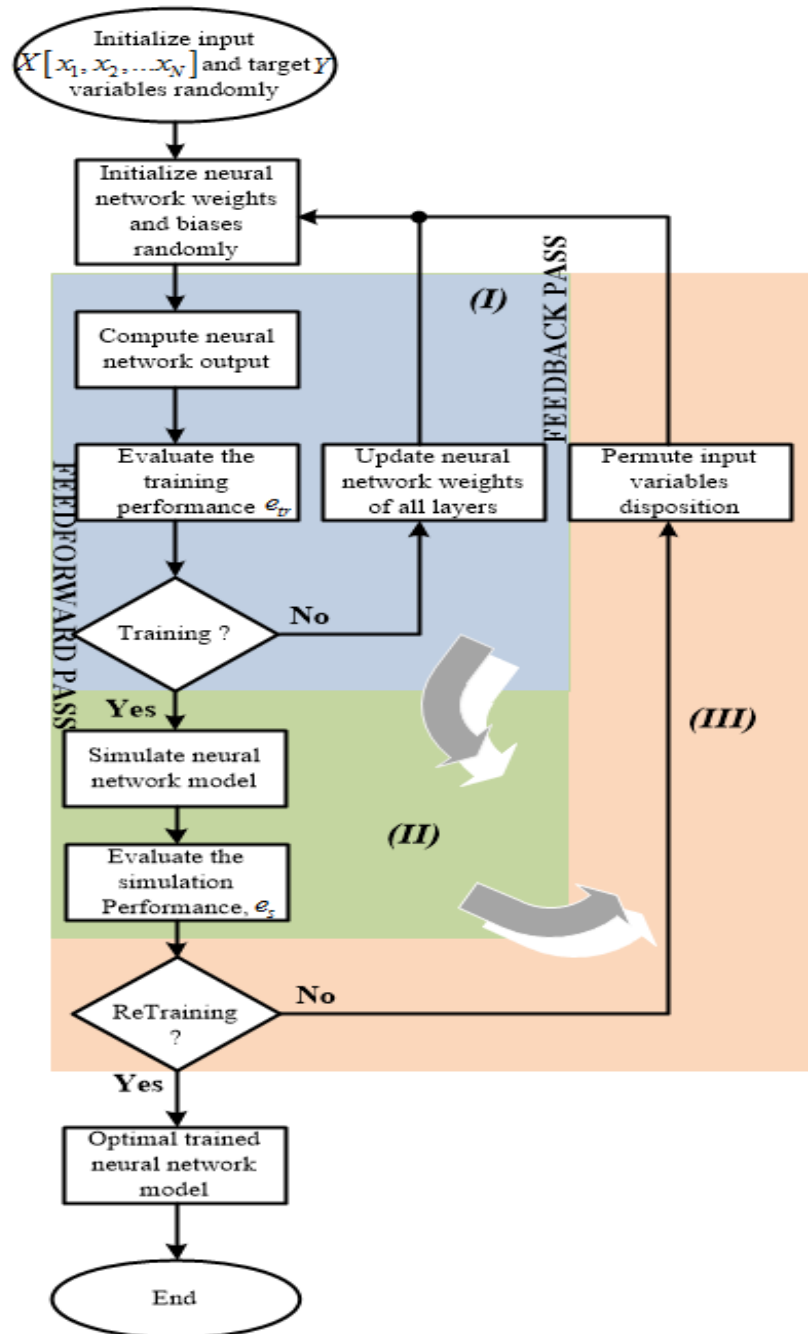 Initialize input
X[x₁, x₂, ...x_N] and target Y
variables randomly
Initialize neural
network weights
and biases
randomly
(I)
FEEDBACK PASS
Compute neural
network output
Evaluate the
training
performance e_tr
Update neural
network weights
of all layers
Permute input
variables
disposition
FEEDFORWARD PASS
Training ?
No
Yes
Simulate neural
network model
(II)
(III)
Evaluate the
simulation
Performance, e_s
ReTraining
?
No
Yes
Optimal trained
neural network
model
End